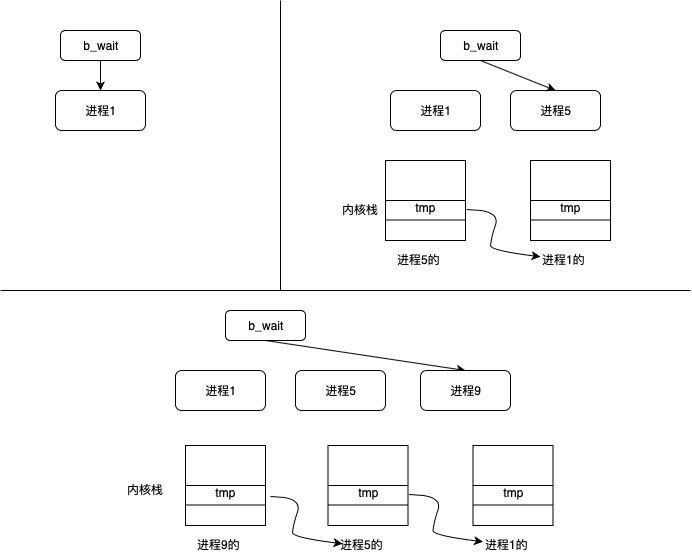 b_wait
进程1
b_wait
进程1
进程5
内核栈
tmp
tmp
进程5的
进程1的
b_wait
进程1
进程5
进程9
内核栈
tmp
tmp
tmp
进程9的
进程5的
进程1的